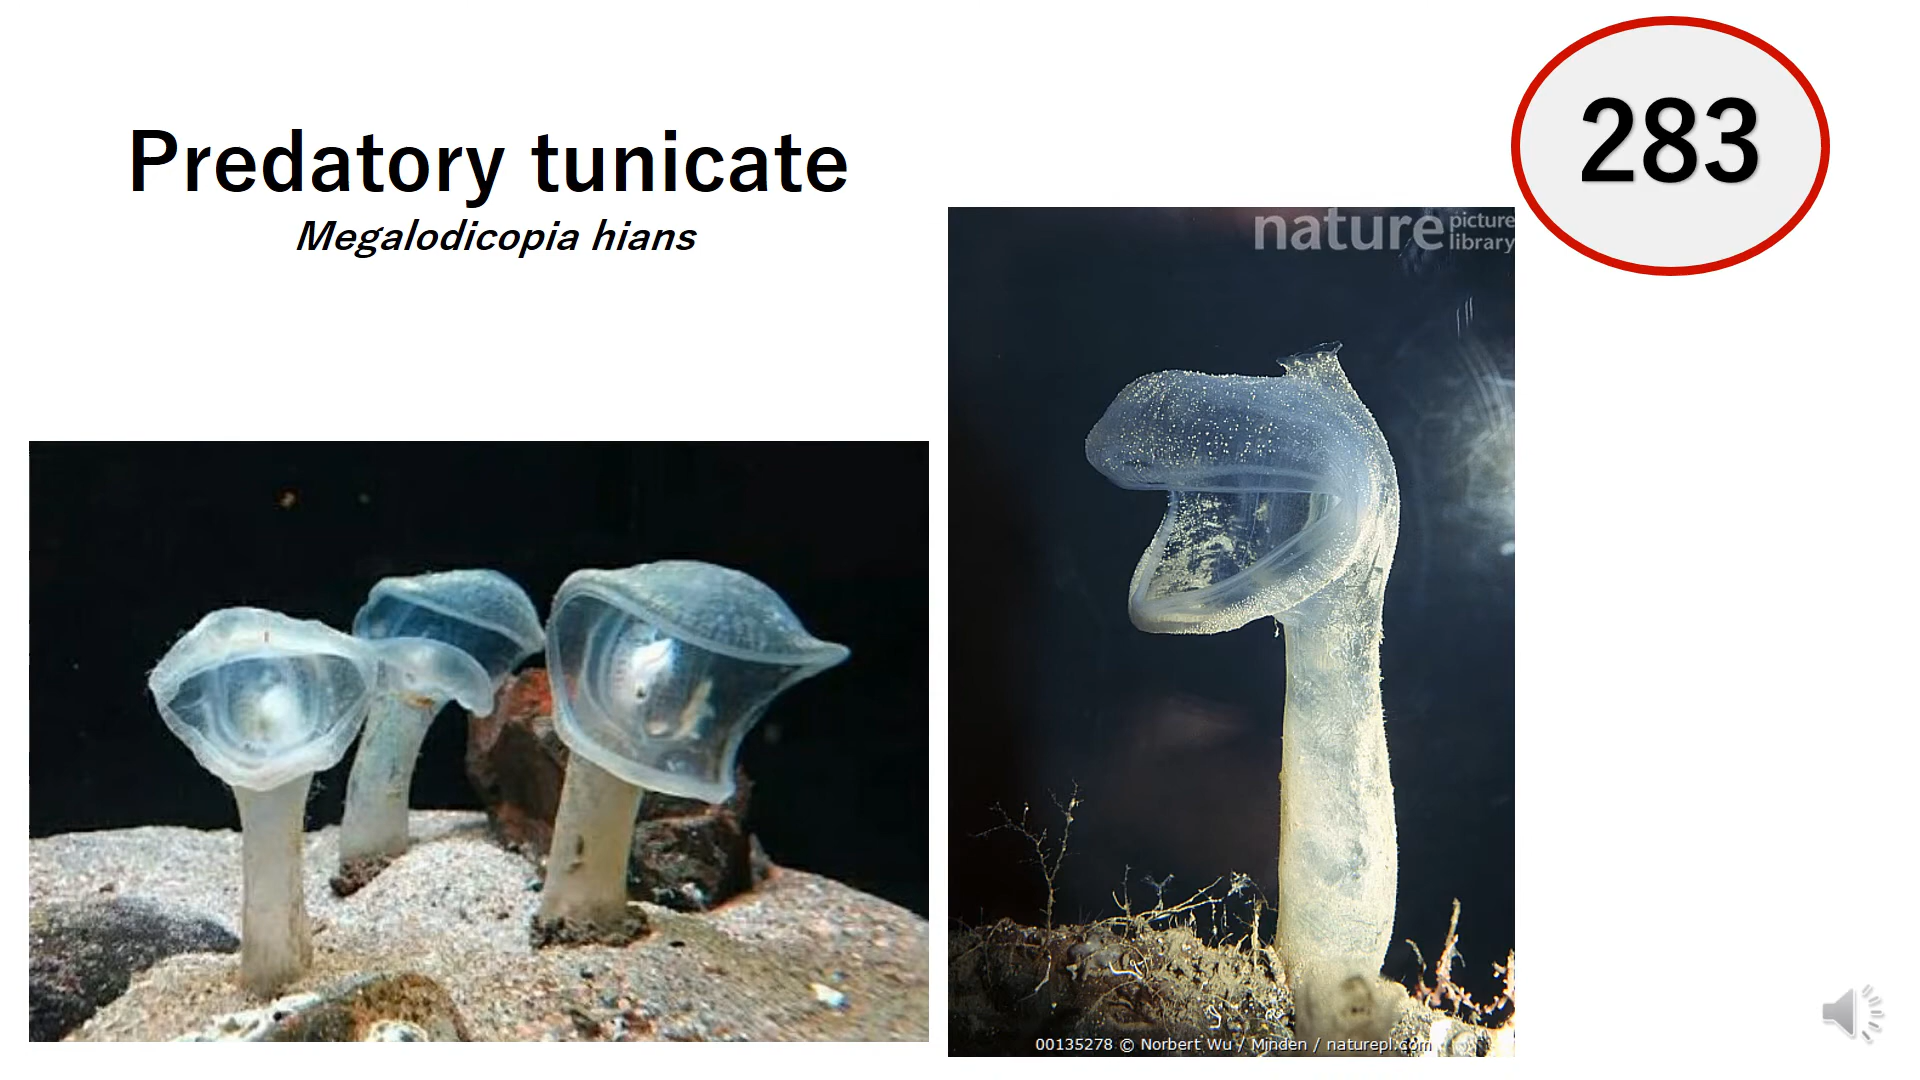 Predatory tunicate
Megalodicopia hians
283
nature picture library
00135278 © Norbert Wu / Minden / naturepl.com